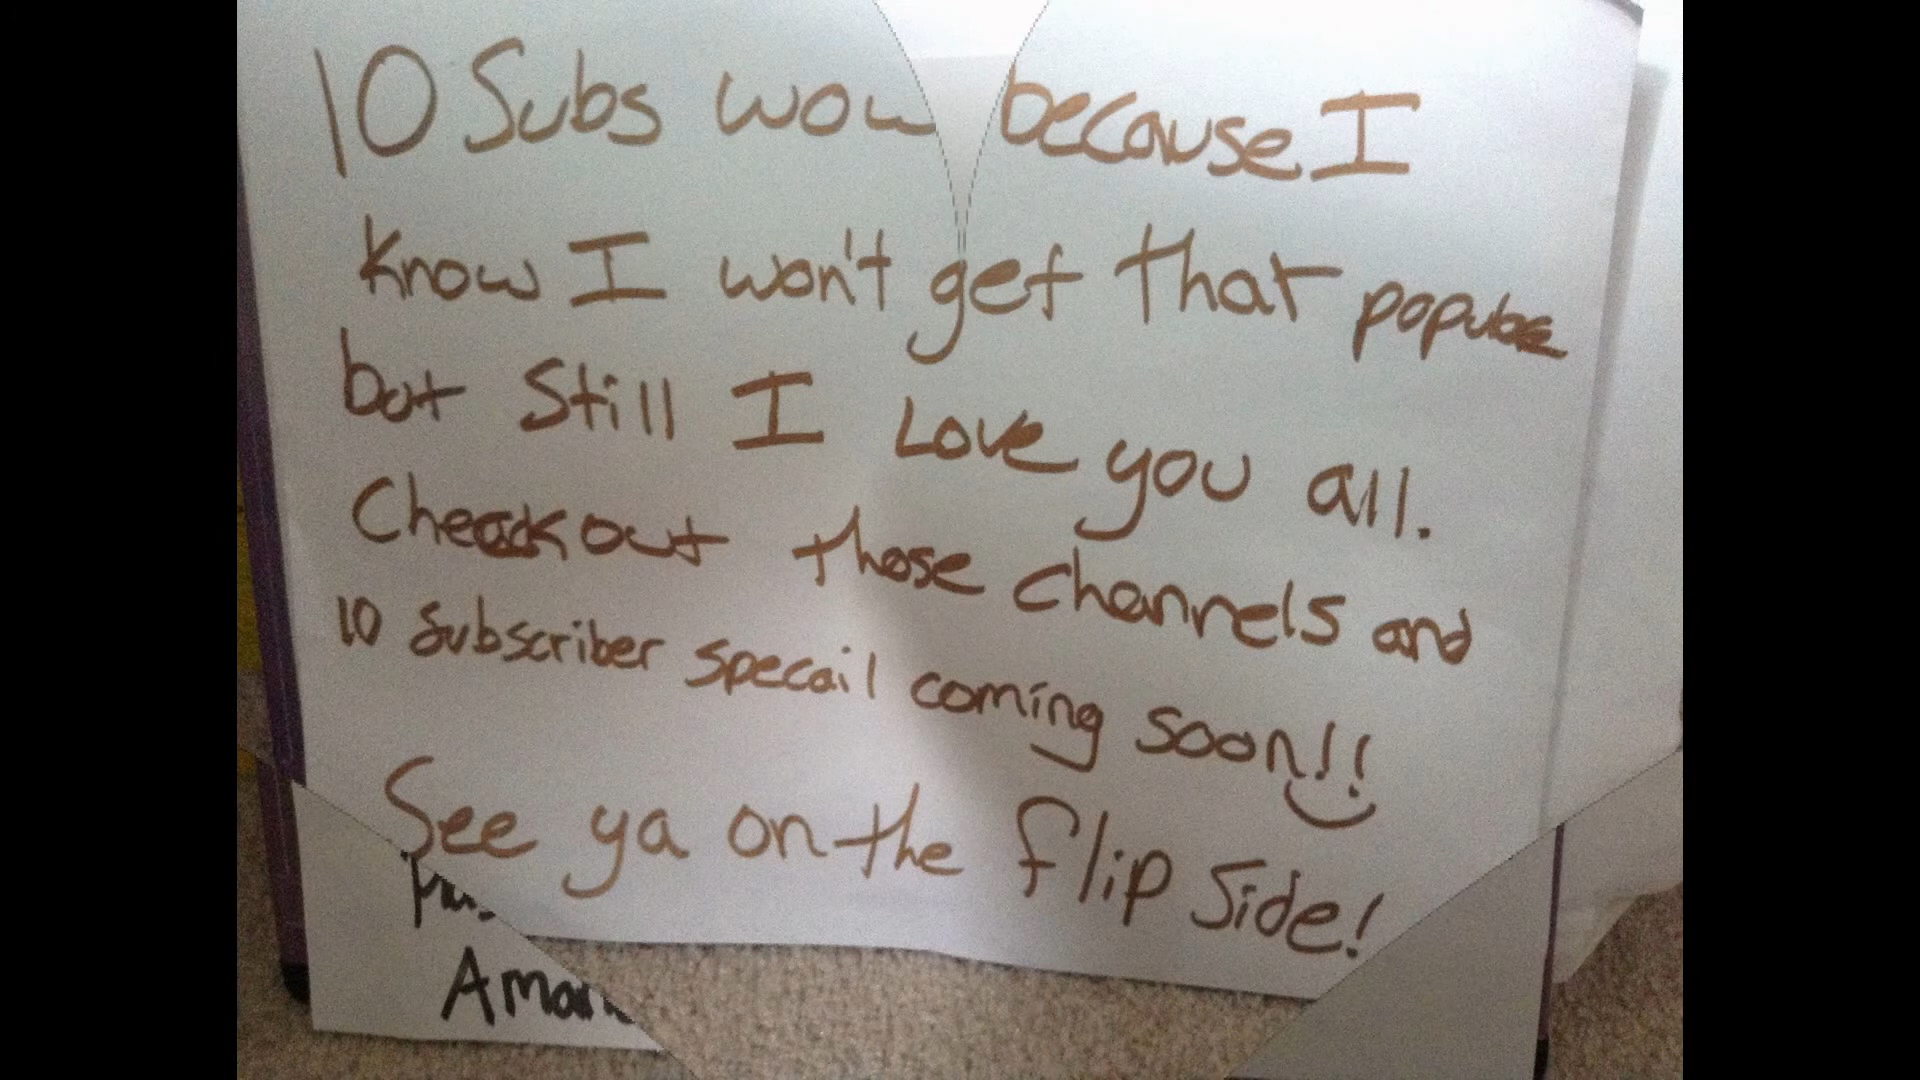 10 Subs wow because I
know I won't get that
but still I Love you all.
Check out those channels and
10 subscriber specail coming soon!!
See ya on the flip side!